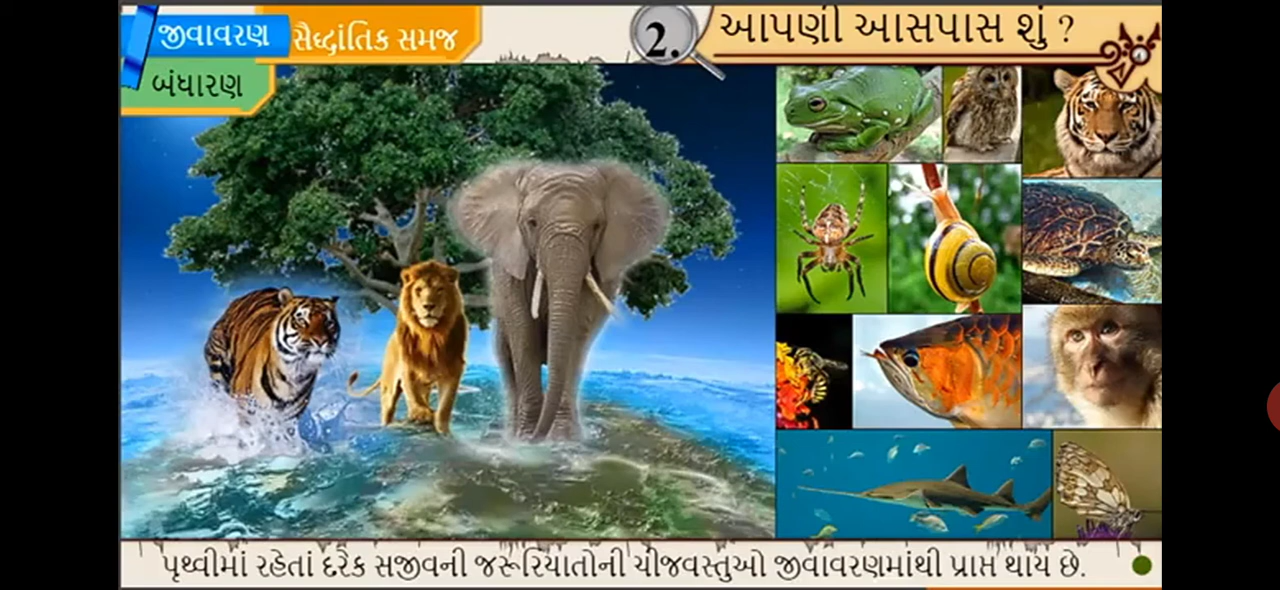 જીવાવરણ
સૈદ્ધાંતિક સમજ
2.
આપણી આસપાસ શું ?
બંધારણ
પૃથ્વીમાં રહેતાં દરેક સજીવની જરૂરિયાતોની ચીજવસ્તુઓ જીવાવરણમાંથી પ્રાપ્ત થાય છે.